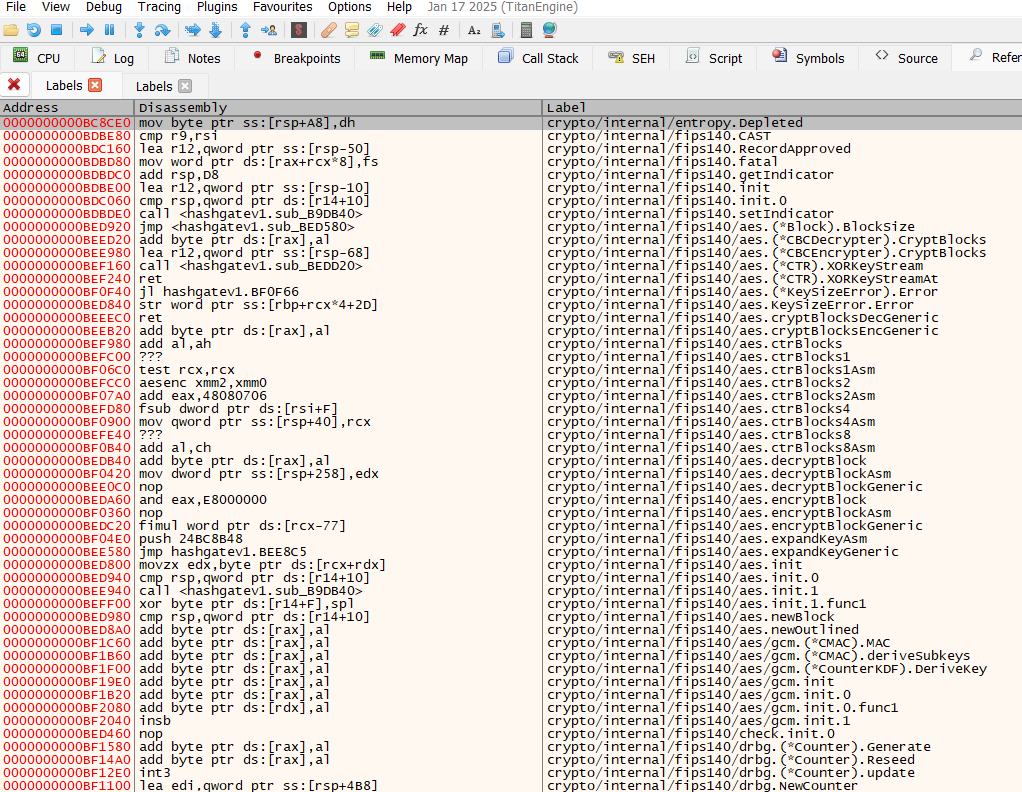 File View Debug Tracing Plugins Favourites Options Help Jan 17 2025 (TitanEngine)
CPU Log Notes Breakpoints Memory Map Call Stack SEH Script Symbols Source Refer
Labels Labels
Address Disassembly Label
0000000000BC8CE0 mov byte ptr ss:[rsp+A8],dh crypto/internal/entropy.Depleted
0000000000BDBE80 cmp r9,rsi crypto/internal/fips140.CAST
0000000000BDC160 lea r12,qword ptr ss:[rsp-50] crypto/internal/fips140.RecordApproved
0000000000BDBD80 mov word ptr ds:[rax+rcx*8],fs crypto/internal/fips140.fatal
0000000000BDBDC0 add rsp,D8 crypto/internal/fips140.getIndicator
0000000000BDBE00 lea r12,qword ptr ss:[rsp-10] crypto/internal/fips140.init
0000000000BDC060 cmp rsp,qword ptr ds:[r14+10] crypto/internal/fips140.init.0
0000000000BDBDE0 call <hashgatev1.sub_B9DB40> crypto/internal/fips140.setIndicator
0000000000BED920 jmp <hashgatev1.sub_BED580> crypto/internal/fips140/aes.(*Block).BlockSize
0000000000BEED20 add byte ptr ds:[rax],al crypto/internal/fips140/aes.(*CBCDecrypter).CryptBlocks
0000000000BEE980 lea r12,qword ptr ss:[rsp-68] crypto/internal/fips140/aes.(*CBCEncrypter).CryptBlocks
0000000000BEF160 call <hashgatev1.sub_BEDD20> crypto/internal/fips140/aes.(*CTR).XORKeyStream
0000000000BEF240 ret crypto/internal/fips140/aes.(*CTR).XORKeyStreamAt
0000000000BF0F40 jl hashgatev1.BF0F66 crypto/internal/fips140/aes.(*KeySizeError).Error
0000000000BED840 str word ptr ss:[rbp+rcx*4+2D] crypto/internal/fips140/aes.KeySizeError.Error
0000000000BEEEC0 ret crypto/internal/fips140/aes.cryptBlocksDecGeneric
0000000000BEEB20 add byte ptr ds:[rax],al crypto/internal/fips140/aes.cryptBlocksEncGeneric
0000000000BEF980 add al,ah crypto/internal/fips140/aes.ctrBlocks
0000000000BEFC00 ??? crypto/internal/fips140/aes.ctrBlocks1
0000000000BF06C0 test rcx,rcx crypto/internal/fips140/aes.ctrBlocks1Asm
0000000000BEFCC0 aesenc xmm2,xmm0 crypto/internal/fips140/aes.ctrBlocks2
0000000000BF07A0 add eax,48080706 crypto/internal/fips140/aes.ctrBlocks2Asm
0000000000BEFD80 fsub dword ptr ds:[rsi+F] crypto/internal/fips140/aes.ctrBlocks4
0000000000BF0900 mov qword ptr ss:[rsp+40],rcx crypto/internal/fips140/aes.ctrBlocks4Asm
0000000000BEFE40 ??? crypto/internal/fips140/aes.ctrBlocks8
0000000000BF0B40 add al,ch crypto/internal/fips140/aes.ctrBlocks8Asm
0000000000BEDB40 add byte ptr ds:[rax],al crypto/internal/fips140/aes.decryptBlock
0000000000BF0420 mov dword ptr ss:[rsp+258],edx crypto/internal/fips140/aes.decryptBlockAsm
0000000000BEE0C0 nop crypto/internal/fips140/aes.decryptBlockGeneric
0000000000BEDA60 and eax,E8000000 crypto/internal/fips140/aes.encryptBlock
0000000000BF0360 nop crypto/internal/fips140/aes.encryptBlockAsm
0000000000BEDC20 fimul word ptr ds:[rcx-77] crypto/internal/fips140/aes.encryptBlockGeneric
0000000000BF04E0 push 24BC8B48 crypto/internal/fips140/aes.expandKeyAsm
0000000000BEE580 jmp hashgatev1.BEE8C5 crypto/internal/fips140/aes.expandKeyGeneric
0000000000BED800 movzx edx,byte ptr ds:[rcx+rdx] crypto/internal/fips140/aes.init
0000000000BED940 cmp rsp,qword ptr ds:[r14+10] crypto/internal/fips140/aes.init.0
0000000000BEE940 call <hashgatev1.sub_B9DB40> crypto/internal/fips140/aes.init.1
0000000000BEFF00 xor byte ptr ds:[r14+F],spl crypto/internal/fips140/aes.init.1.func1
0000000000BED980 cmp rsp,qword ptr ds:[r14+10] crypto/internal/fips140/aes.newBlock
0000000000BED8A0 add byte ptr ds:[rax],al crypto/internal/fips140/aes.newOutlined
0000000000BF1C60 add byte ptr ds:[rax],al crypto/internal/fips140/aes/gcm.(*CMAC).MAC
0000000000BF1B60 add byte ptr ds:[rax],al crypto/internal/fips140/aes/gcm.(*CMAC).deriveSubkeys
0000000000BF1F00 add byte ptr ds:[rax],al crypto/internal/fips140/aes/gcm.(*CounterKDF).DeriveKey
0000000000BF19E0 add byte ptr ds:[rax],al crypto/internal/fips140/aes/gcm.init
0000000000BF1B20 add byte ptr ds:[rax],al crypto/internal/fips140/aes/gcm.init.0
0000000000BF2080 add byte ptr ds:[rdx],al crypto/internal/fips140/aes/gcm.init.0.func1
0000000000BF2040 insb crypto/internal/fips140/aes/gcm.init.1
0000000000BED460 nop crypto/internal/fips140/check.init.0
0000000000BF1580 add byte ptr ds:[rax],al crypto/internal/fips140/drbg.(*Counter).Generate
0000000000BF14A0 add byte ptr ds:[rax],al crypto/internal/fips140/drbg.(*Counter).Reseed
0000000000BF12E0 int3 crypto/internal/fips140/drbg.(*Counter).update
0000000000BF1100 lea edi,qword ptr ss:[rsp+4B8] crypto/internal/fips140/drbg.NewCounter